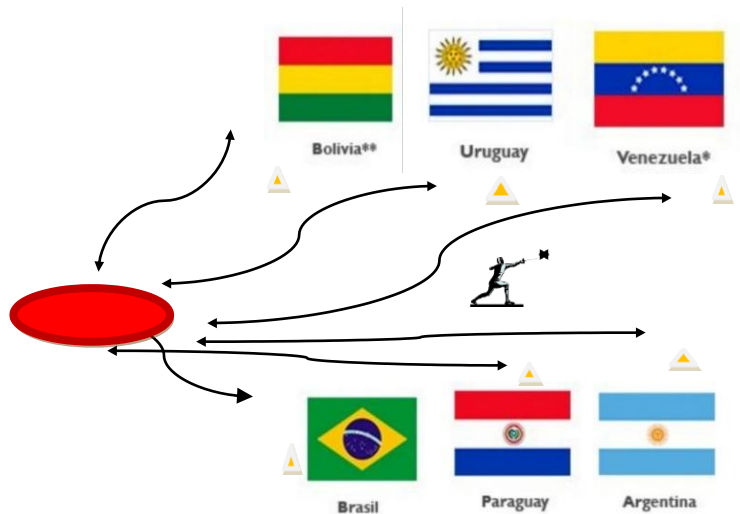 Bolivia**
Uruguay
Venezuela*
Brasil
Paraguay
Argentina